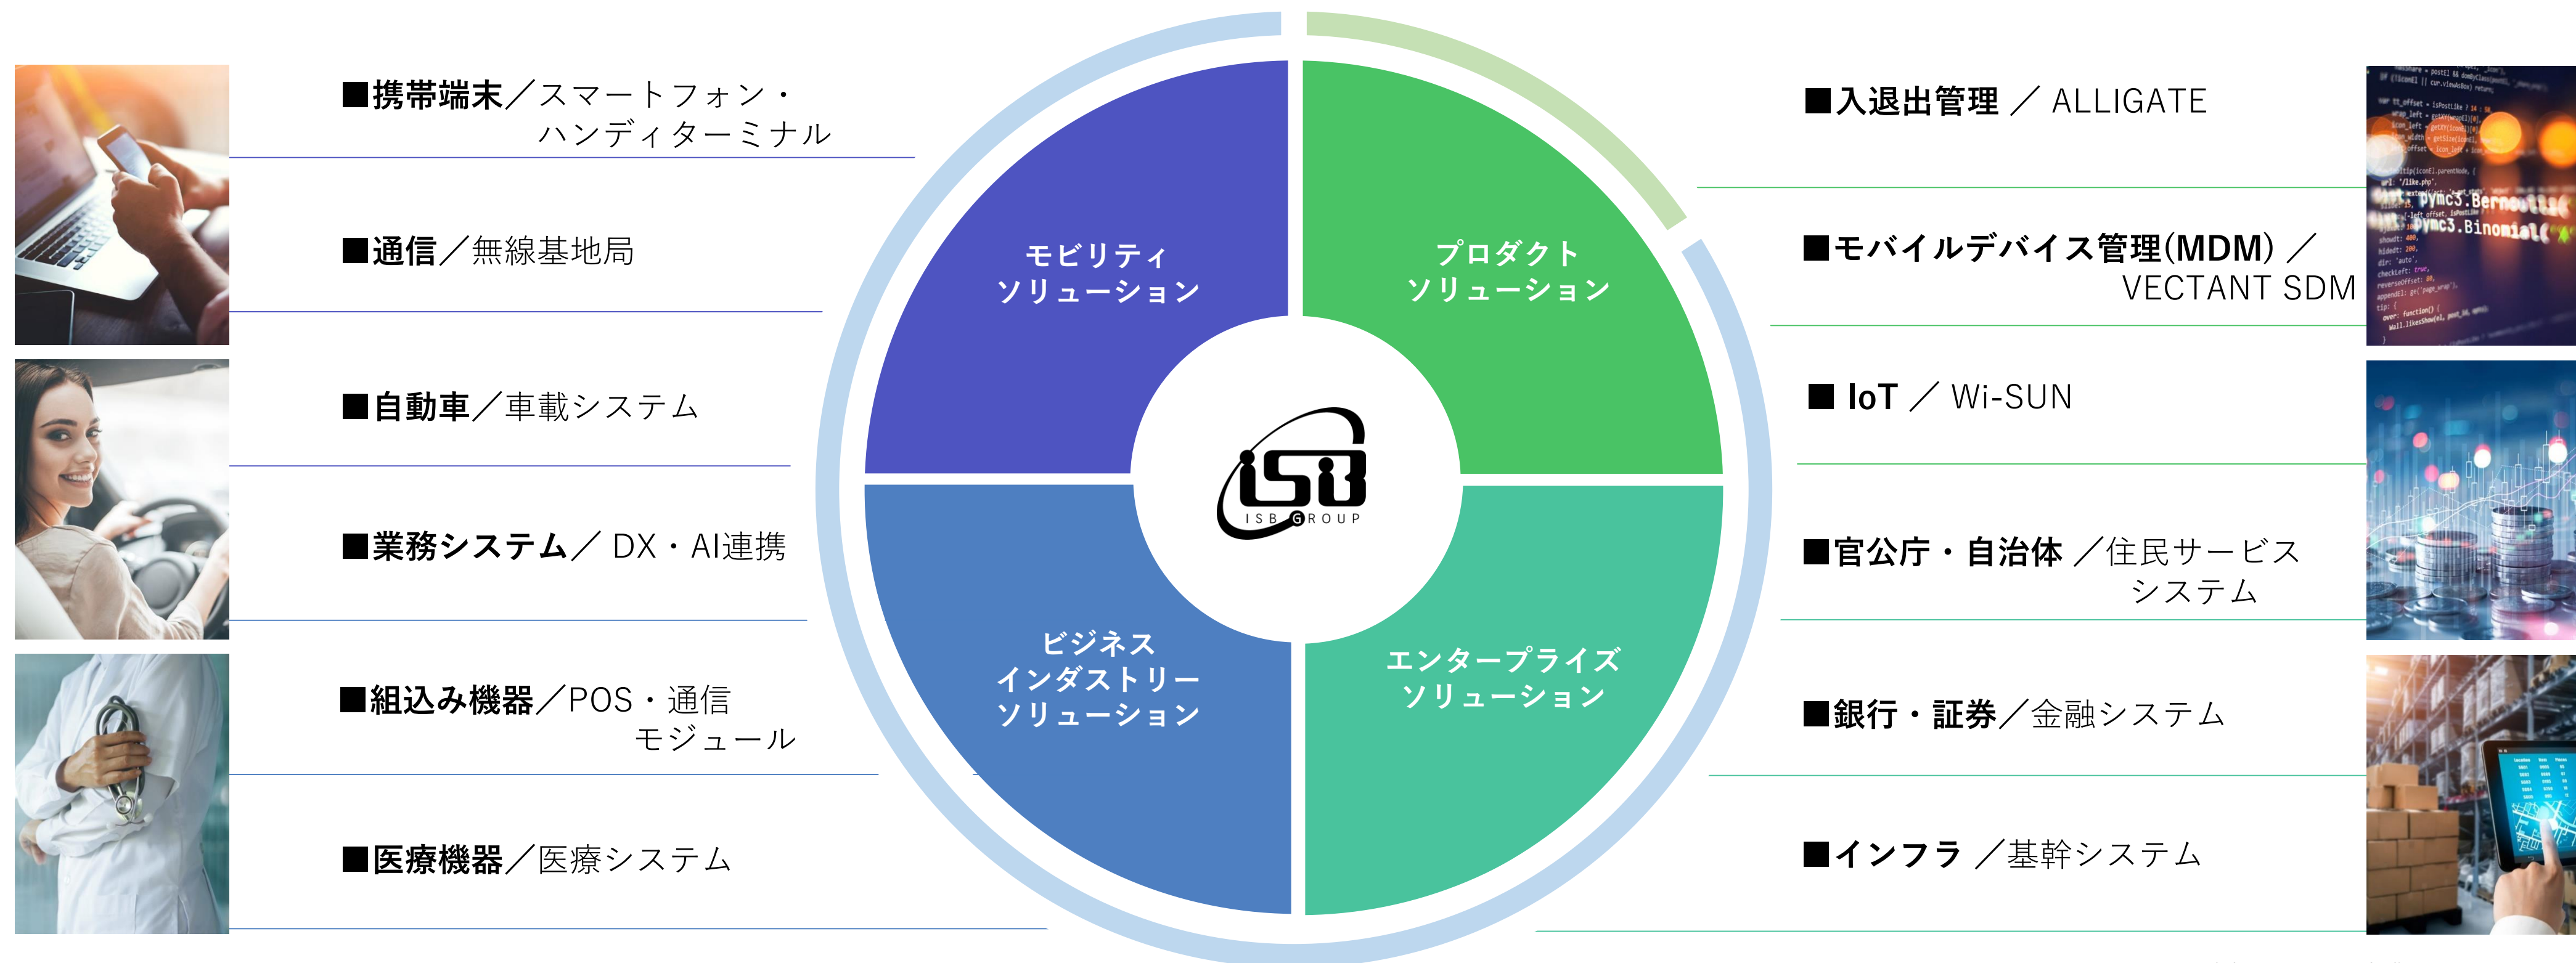 ■携帯端末／スマートフォン・
ハンディターミナル
■通信／無線基地局
■自動車／車載システム
■業務システム／ DX・AI連携
■組込み機器／POS・通信
モジュール
■医療機器／医療システム
モビリティ
ソリューション
プロダクト
ソリューション
iSB
ISB GROUP
ビジネス
インダストリー
ソリューション
エンタープライズ
ソリューション
■入退出管理 ／ ALLIGATE
■モバイルデバイス管理(MDM) ／
VECTANT SDM
■ IoT ／ Wi-SUN
■官公庁・自治体 ／住民サービス
システム
■銀行・証券／金融システム
■インフラ ／基幹システム
pymc3.Binomial(